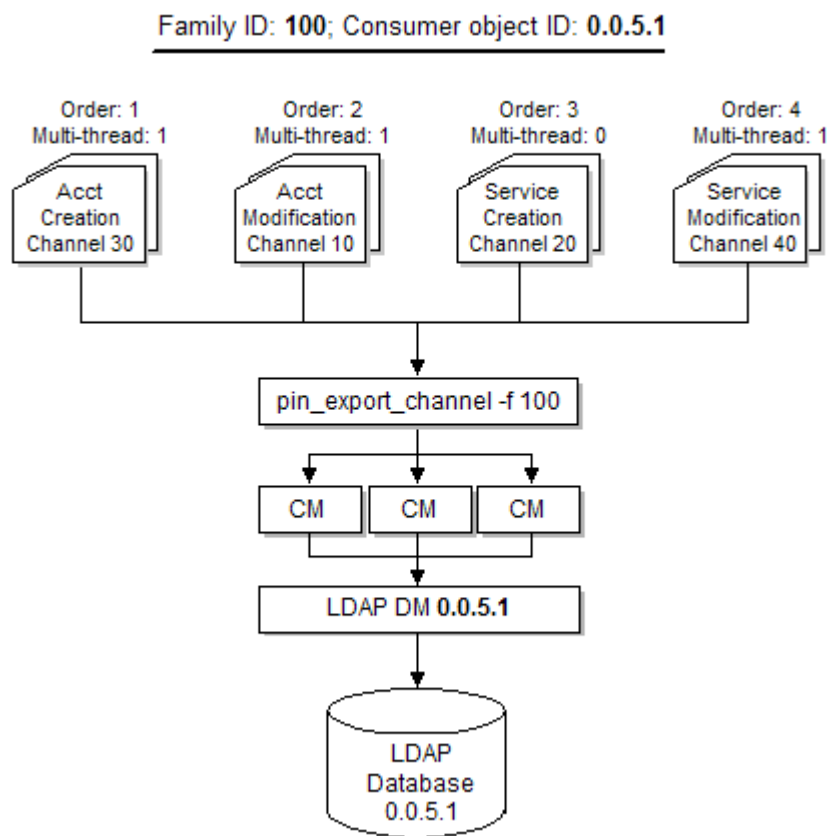 Family ID: 100; Consumer object ID: 0.0.5.1
Order: 1
Multi-thread: 1
Order: 2
Multi-thread: 1
Order: 3
Multi-thread: 0
Order: 4
Multi-thread: 1
Acct
Creation
Channel 30
Acct
Modification
Channel 10
Service
Creation
Channel 20
Service
Modification
Channel 40
pin_export_channel -f 100
CM
CM
CM
LDAP DM 0.0.5.1
LDAP
Database
0.0.5.1